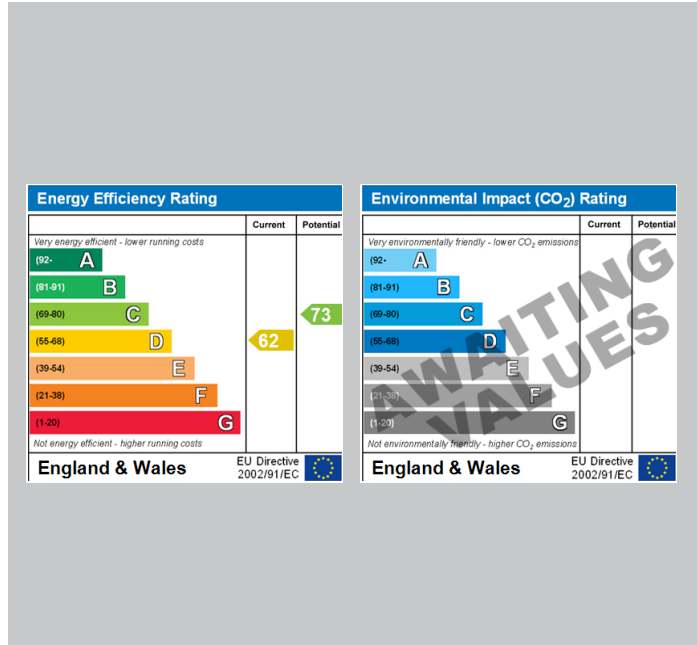 Energy Efficiency Rating
Current Potential
Very energy efficient - lower running costs
(92- A
(81-91) B
(69-80) C 73
(55-68) D 62
(39-54) E
(21-38) F
(1-20) G
Not energy efficient - higher running costs
England & Wales
EU Directive
2002/91/EC
Environmental Impact (CO2) Rating
Current Potential
Very environmentally friendly - lower CO2 emissions
(92- A
(81-91) B
(69-80) C
(55-68) D
(39-54) E
(21-38) F
(1-20) G
AWAITING
VALUES
Not environmentally friendly - higher CO2 emissions
England & Wales
EU Directive
2002/91/EC